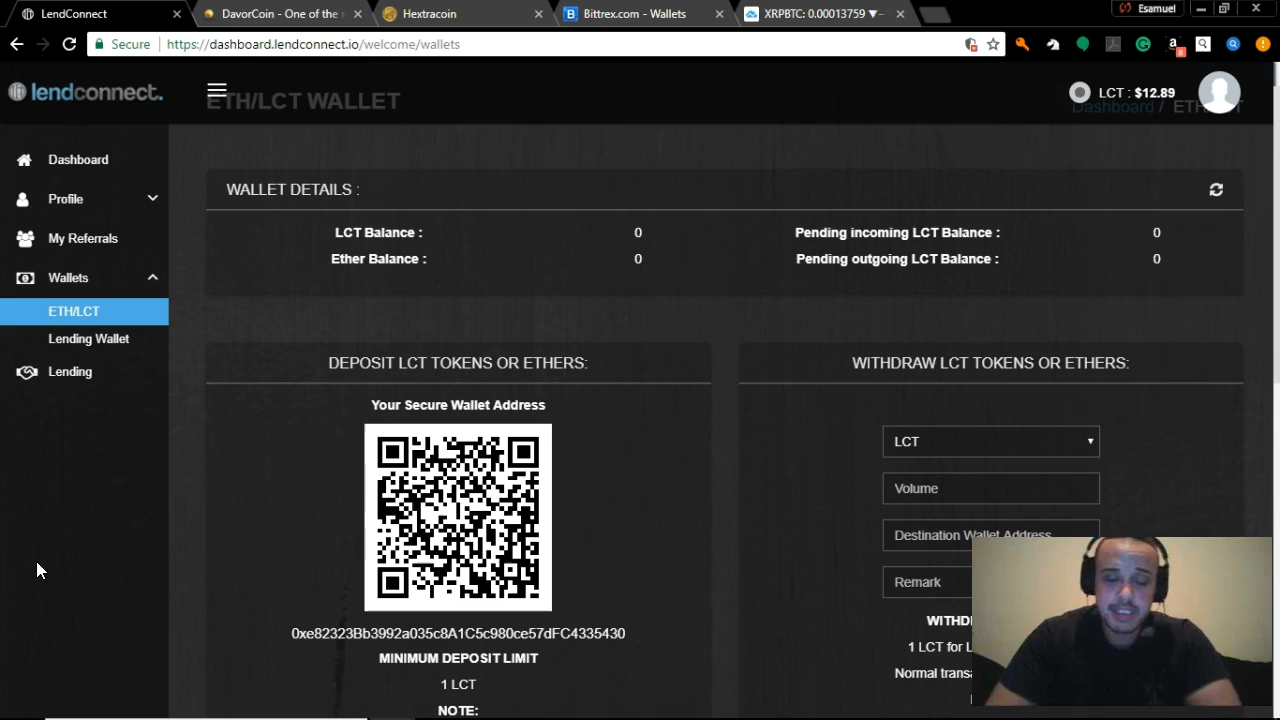 LendConnect
DavorCoin - One of the r
Hextracoin
Bittrex.com - Wallets
XRPBTC: 0.00013759 ▼−
Esamuel
Secure
https://dashboard.lendconnect.io/welcome/wallets
lendconnect.
ETH/LCT WALLET
LCT : $12.89
Dashboard /
Dashboard
Profile
My Referrals
Wallets
ETH/LCT
Lending Wallet
Lending
WALLET DETAILS :
LCT Balance : 0
Pending incoming LCT Balance : 0
Ether Balance : 0
Pending outgoing LCT Balance : 0
DEPOSIT LCT TOKENS OR ETHERS:
Your Secure Wallet Address
0xe82323Bb3992a035c8A1C5c980ce57dFC4335430
MINIMUM DEPOSIT LIMIT
1 LCT
NOTE:
WITHDRAW LCT TOKENS OR ETHERS:
LCT
Volume
Destination Wallet Address
Remark
1 LCT for
Normal